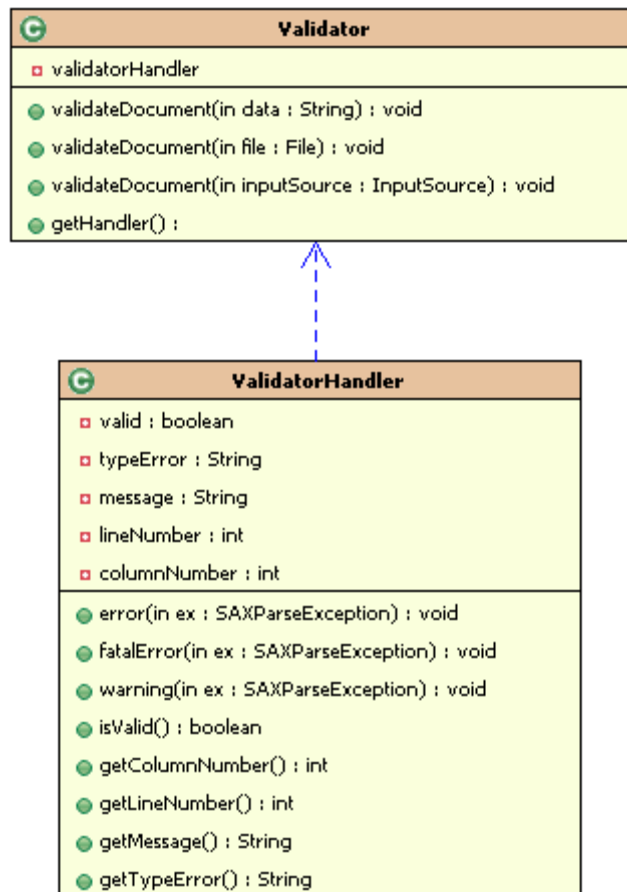 Validator
validatorHandler
validateDocument(in data : String) : void
validateDocument(in file : File) : void
validateDocument(in inputSource : InputSource) : void
getHandler() :
ValidatorHandler
valid : boolean
typeError : String
message : String
lineNumber : int
columnNumber : int
error(in ex : SAXParseException) : void
fatalError(in ex : SAXParseException) : void
warning(in ex : SAXParseException) : void
isValid() : boolean
getColumnNumber() : int
getLineNumber() : int
getMessage() : String
getTypeError() : String